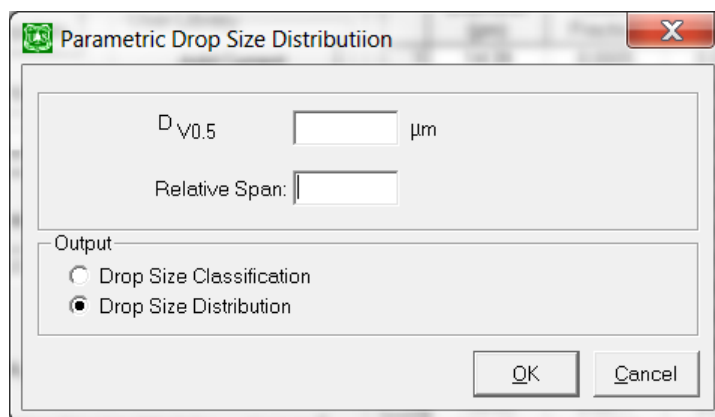 Parametric Drop Size Distributiion
D V0.5 µm
Relative Span:
Output
Drop Size Classification
Drop Size Distribution
OK Cancel